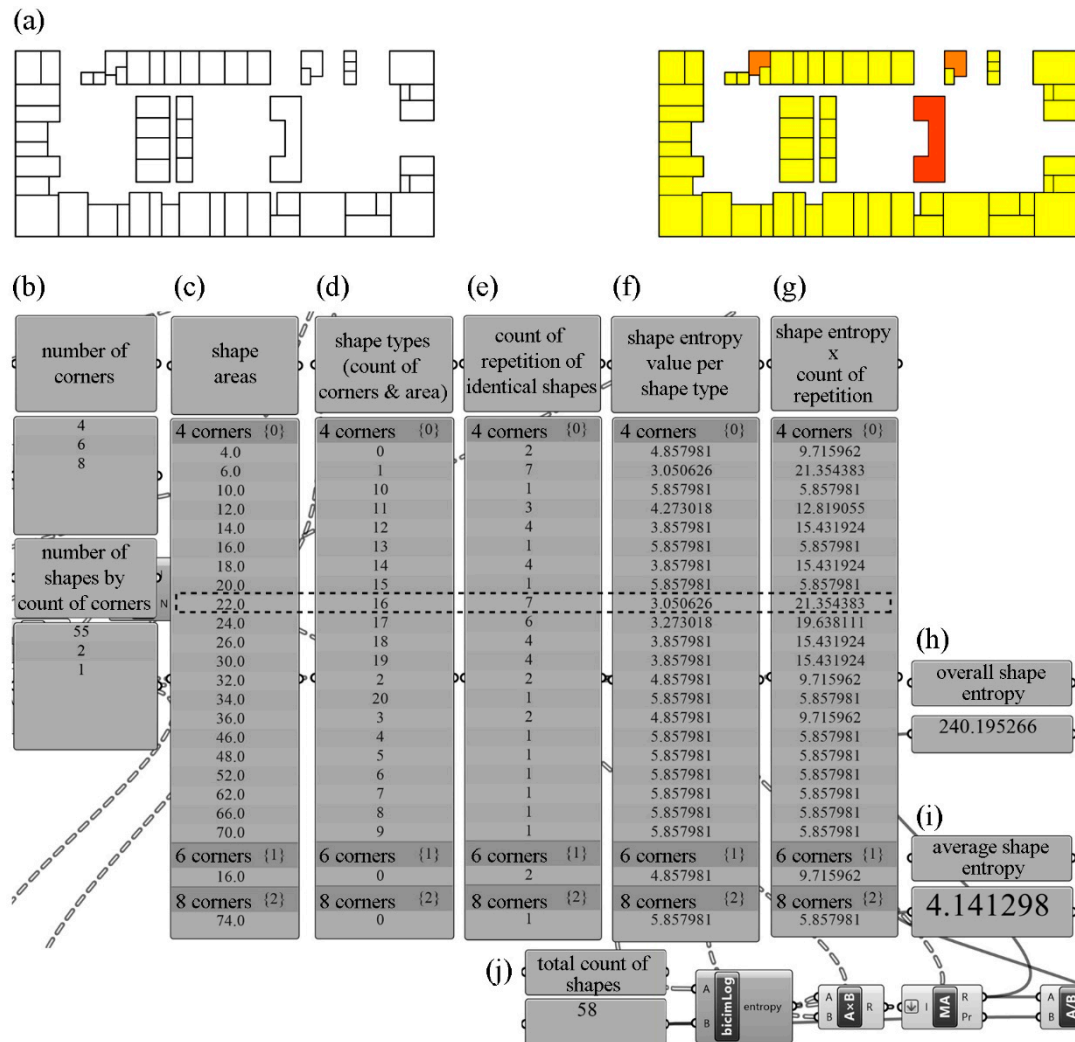 (a)
(b)
(c)
(d)
(e)
(f)
(g)
number of
corners
shape
areas
shape types
(count of
corners & area)
count of
repetition of
identical shapes
shape entropy
value per
shape type
shape entropy
x
count of
repetition
4
6
8
number of
shapes by
count of corners
N
55
2
1
4 corners {0}
4.0
6.0
10.0
12.0
14.0
16.0
18.0
20.0
22.0
24.0
26.0
30.0
32.0
34.0
36.0
46.0
48.0
52.0
62.0
66.0
70.0
6 corners {1}
16.0
8 corners {2}
74.0
4 corners {0}
0
1
10
11
12
13
14
15
16
17
18
19
2
20
3
4
5
6
7
8
9
6 corners {1}
0
8 corners {2}
0
4 corners {0}
2
7
1
3
4
1
4
1
7
6
4
4
2
1
2
1
1
1
1
1
1
6 corners {1}
2
8 corners {2}
1
4 corners {0}
4.857981
3.050626
5.857981
4.273018
3.857981
5.857981
3.857981
5.857981
3.050626
3.273018
3.857981
3.857981
4.857981
5.857981
4.857981
5.857981
5.857981
5.857981
5.857981
5.857981
5.857981
6 corners {1}
4.857981
8 corners {2}
5.857981
4 corners {0}
9.715962
21.354383
5.857981
12.819055
15.431924
5.857981
15.431924
5.857981
21.354383
19.638111
15.431924
15.431924
9.715962
5.857981
9.715962
5.857981
5.857981
5.857981
5.857981
5.857981
5.857981
6 corners {1}
9.715962
8 corners {2}
5.857981
(h)
overall shape
entropy
240.195266
(i)
average shape
entropy
4.141298
(j)
total count of
shapes
58
A
B
bicimLog
entropy
A
B
A×B
R
I
MA
R
Pr
A
B
A/B